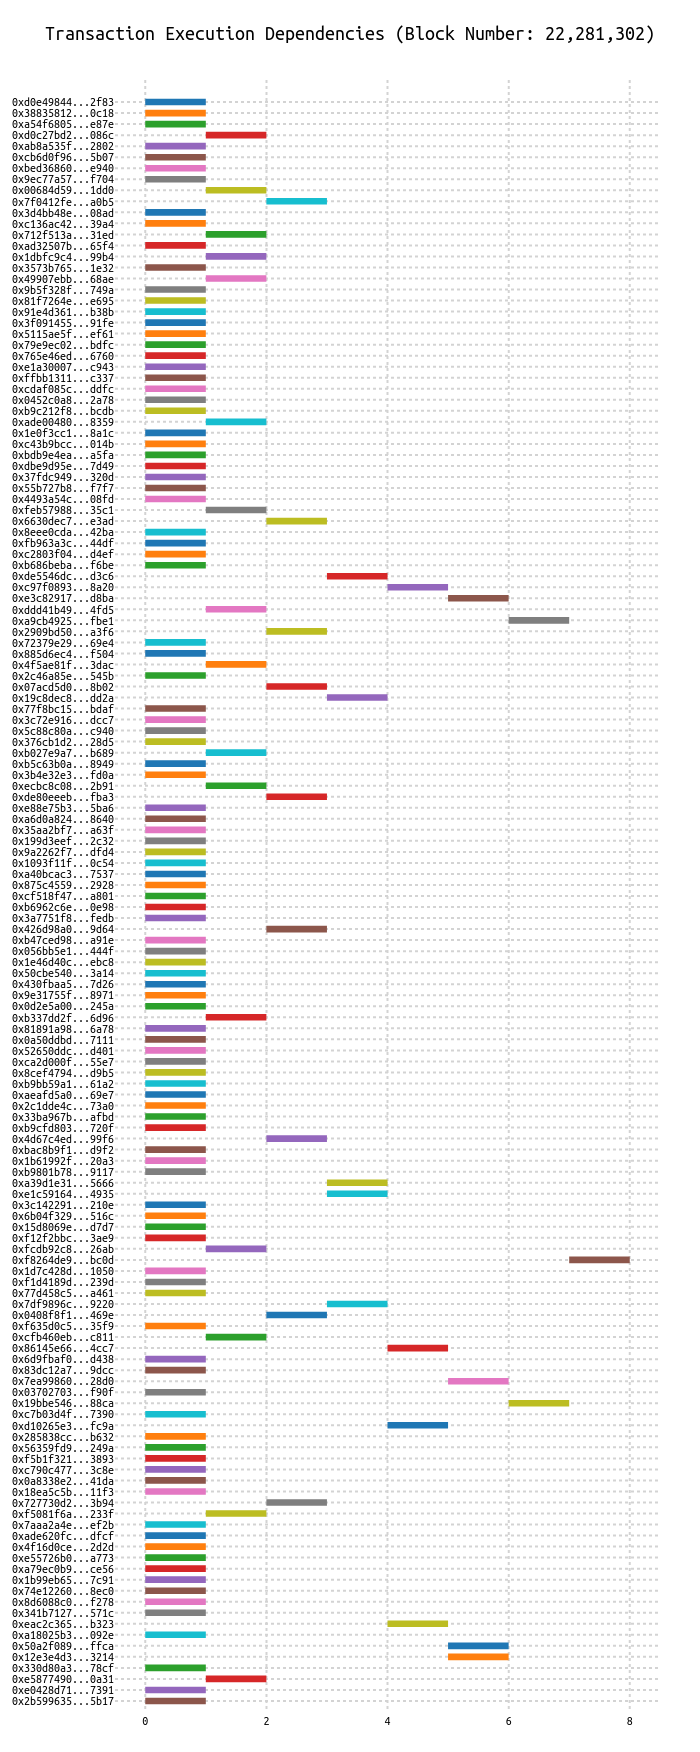 Transaction Execution Dependencies (Block Number: 22,281,302)
0xd0e49844...2f83
0x38835812...0c18
0xa54f6805...e87e
0xd0c27bd2...086c
0xab8a535f...2802
0xcb6d0f96...5b07
0xbed36860...e940
0x9ec77a57...f704
0x00684d59...1dd0
0x7f0412fe...a0b5
0x3d4bb48e...08ad
0xc136ac42...39a4
0x712f513a...31ed
0xad32507b...65f4
0x1dbfc9c4...99b4
0x3573b765...1e32
0x49907ebb...68ae
0x9b5f328f...749a
0x81f7264e...e695
0x91e4d361...b38b
0x3f091455...91fe
0x5115ae5f...ef61
0x79e9ec02...bdfc
0x765e46ed...6760
0xe1a30007...c943
0xffbb1311...c337
0xcdaf085c...ddfc
0x0452c0a8...2a78
0xb9c212f8...bcdb
0xade00480...8359
0x1e0f3cc1...8a1c
0xc43b9bcc...014b
0xbdb9e4ea...a5fa
0xdbe9d95e...7d49
0x37fdc949...320d
0x55b727b8...f7f7
0x4493a54c...08fd
0xfeb57988...35c1
0x6630dec7...e3ad
0x8eee0cda...42ba
0xfb963a3c...44df
0xc2803f04...d4ef
0xb686beba...f6be
0xde5546dc...d3c6
0xc97f0893...8a20
0xe3c82917...d8ba
0xddd41b49...4fd5
0xa9cb4925...fbe1
0x2909bd50...a3f6
0x72379e29...69e4
0x885d6ec4...f504
0x4f5ae81f...3dac
0x2c46a85e...545b
0x07acd5d0...8b02
0x19c8dec8...dd2a
0x77f8bc15...bdaf
0x3c72e916...dcc7
0x5c88c80a...c940
0x376cb1d2...28d5
0xb027e9a7...b689
0xb5c63b0a...8949
0x3b4e32e3...fd0a
0xecbc8c08...2b91
0xde80eeeb...fba3
0xe88e75b3...5ba6
0xa6d0a824...8640
0x35aa2bf7...a63f
0x199d3eef...2c32
0x9a2262f7...dfd4
0x1093f11f...0c54
0xa40bcac3...7537
0x875c4559...2928
0xcf518f47...a801
0xb6962c6e...0e98
0x3a7751f8...fedb
0x426d98a0...9d64
0xb47ced98...a91e
0x056bb5e1...444f
0x1e46d40c...ebc8
0x50cbe540...3a14
0x430fbaa5...7d26
0x9e31755f...8971
0x0d2e5a00...245a
0xb337dd2f...6d96
0x81891a98...6a78
0x0a50ddbd...7111
0x52650ddc...d401
0xca2d000f...55e7
0x8cef4794...d9b5
0xb9bb59a1...61a2
0xaeafd5a0...69e7
0x2c1dde4c...73a0
0x33ba967b...afbd
0xb9cfd803...720f
0x4d67c4ed...99f6
0xbac8b9f1...d9f2
0x1b61992f...20a3
0xb9801b78...9117
0xa39d1e31...5666
0xe1c59164...4935
0x3c142291...210e
0x6b04f329...516c
0x15d8069e...d7d7
0xf12f2bbc...3ae9
0xfcdb92c8...26ab
0xf8264de9...bc0d
0x1d7c428d...1050
0xf1d4189d...239d
0x77d458c5...a461
0x7df9896c...9220
0x0408f8f1...469e
0xf635d0c5...35f9
0xcfb460eb...c811
0x86145e66...4cc7
0x6d9fbaf0...d438
0x83dc12a7...9dcc
0x7ea99860...28d0
0x03702703...f90f
0x19bbe546...88ca
0xc7b03d4f...7390
0xd10265e3...fc9a
0x285838cc...b632
0x56359fd9...249a
0xf5b1f321...3893
0xc790c477...3c8e
0x0a8338e2...41da
0x18ea5c5b...11f3
0x727730d2...3b94
0xf5081f6a...233f
0x7aaa2a4e...ef2b
0xade620fc...dfcf
0x4f16d0ce...2d2d
0xe55726b0...a773
0xa79ec0b9...ce56
0x1b99eb65...7c91
0x74e12260...8ec0
0x8d6088c0...f278
0x341b7127...571c
0xeac2c365...b323
0xa18025b3...092e
0x50a2f089...ffca
0x12e3e4d3...3214
0x330d80a3...78cf
0xe5877490...0a31
0xe0428d71...7391
0x2b599635...5b17
0 2 4 6 8